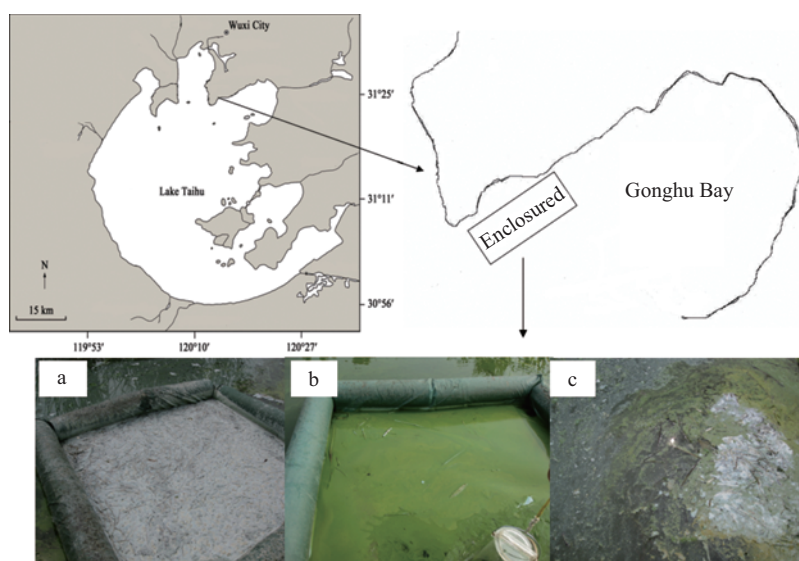 Wuxi City
31°25'
Lake Taihu
31°11'
N
15 km
30°56'
119°53'
120°10'
120°27'
Gonghu Bay
Enclosured
a
b
c